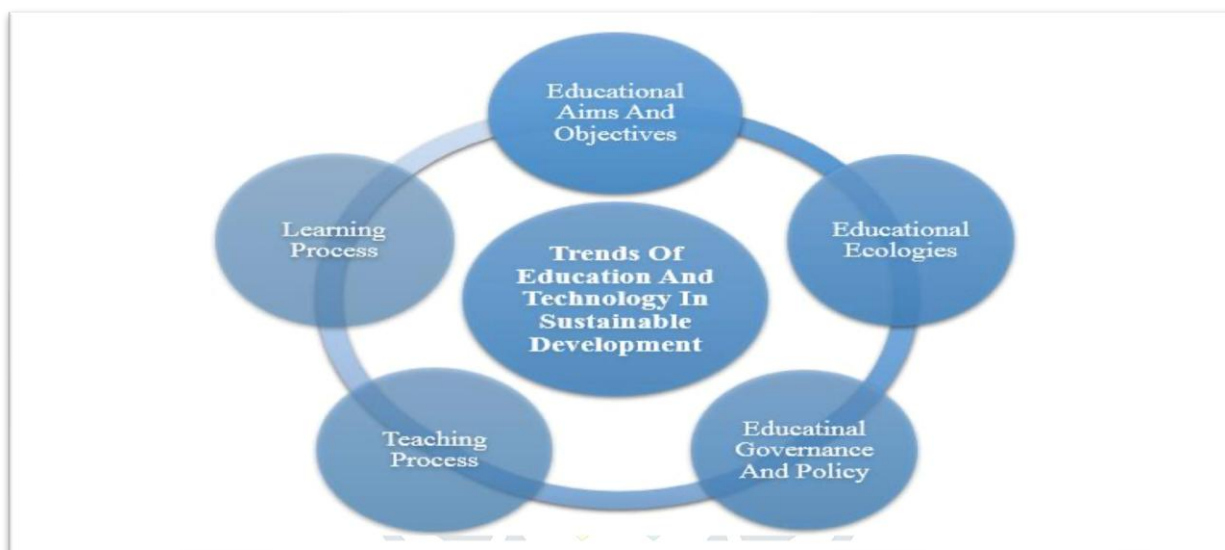 Educational
Aims And
Objectives
Educational
Ecologies
Educatinal
Governance
And Policy
Teaching
Process
Learning
Process
Trends Of
Education And
Technology In
Sustainable
Development